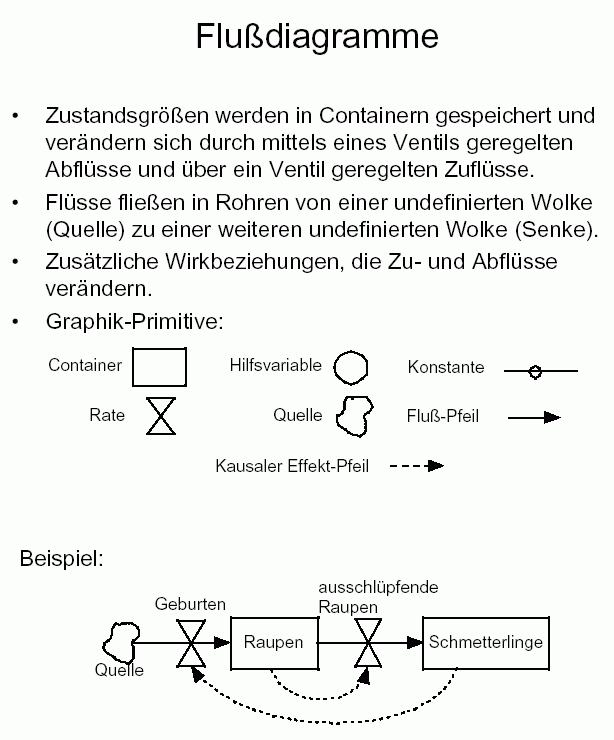 Flußdiagramme
• Zustandsgrößen werden in Containern gespeichert und
verändern sich durch mittels eines Ventils geregelten
Abflüsse und über ein Ventil geregelten Zuflüsse.
• Flüsse fließen in Rohren von einer undefinierten Wolke
(Quelle) zu einer weiteren undefinierten Wolke (Senke).
• Zusätzliche Wirkbeziehungen, die Zu- und Abflüsse
verändern.
• Graphik-Primitive:
Container Hilfsvariable Konstante
Rate Quelle Fluß-Pfeil
Kausaler Effekt-Pfeil
Beispiel:
Geburten
ausschlüpfende
Raupen
Quelle
Raupen
Schmetterlinge